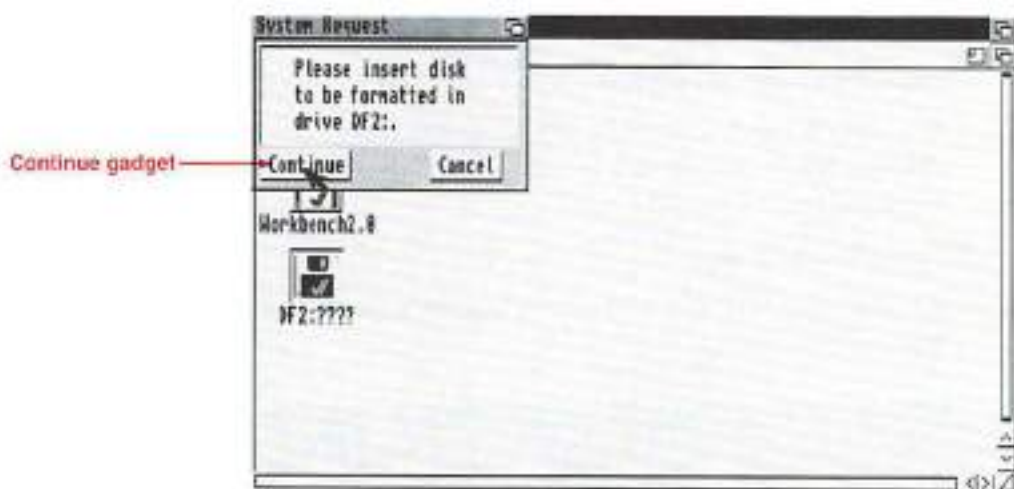 System Request
Please insert disk
to be formatted in
drive DF2:.
Continue gadget
Continue
Cancel
Workbench2.0
DF2:????